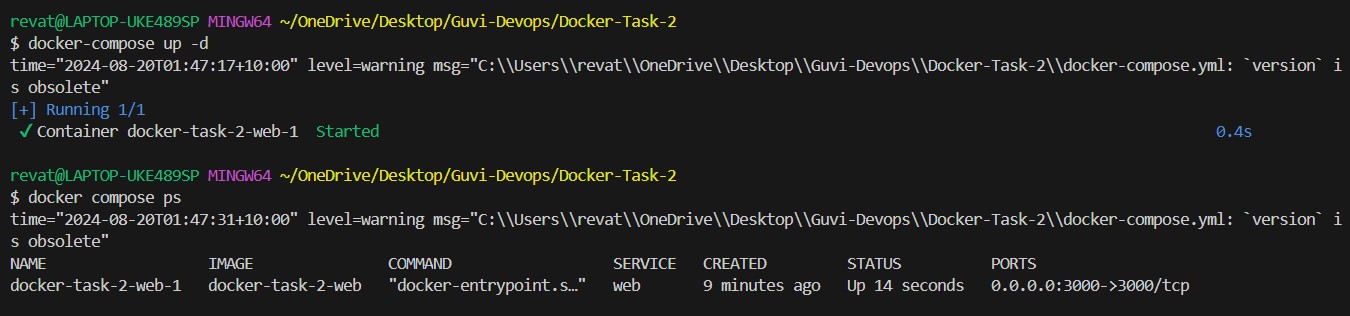 revat@LAPTOP-UKE489SP MINGW64 ~/OneDrive/Desktop/Guvi-Devops/Docker-Task-2
$ docker-compose up -d
time="2024-08-20T01:47:17+10:00" level=warning msg="C:\\Users\\revat\\OneDrive\\Desktop\\Guvi-Devops\\Docker-Task-2\\docker-compose.yml: `version` i
s obsolete"
[+] Running 1/1
✔ Container docker-task-2-web-1  Started 0.4s
revat@LAPTOP-UKE489SP MINGW64 ~/OneDrive/Desktop/Guvi-Devops/Docker-Task-2
$ docker compose ps
time="2024-08-20T01:47:31+10:00" level=warning msg="C:\\Users\\revat\\OneDrive\\Desktop\\Guvi-Devops\\Docker-Task-2\\docker-compose.yml: `version` i
s obsolete"
NAME IMAGE COMMAND SERVICE CREATED STATUS PORTS
docker-task-2-web-1 docker-task-2-web "docker-entrypoint.s…" web 9 minutes ago Up 14 seconds 0.0.0.0:3000->3000/tcp